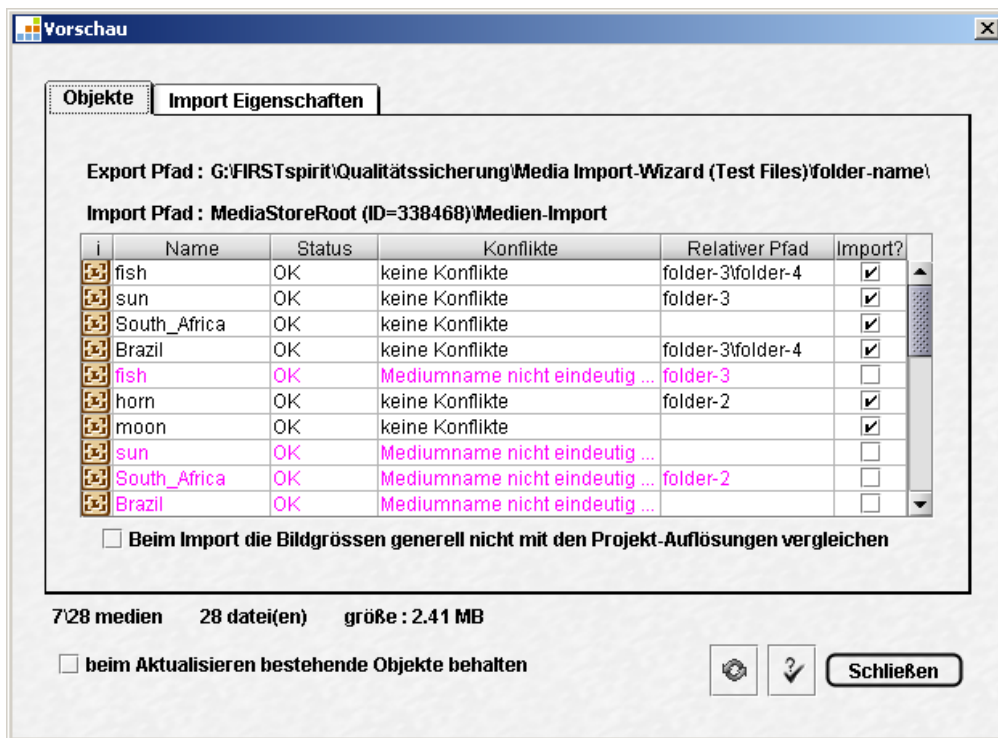 Vorschau
Objekte
Import Eigenschaften
Export Pfad : G:\FIRSTspirit\Qualitätssicherung\Media Import-Wizard (Test Files)\folder-name\
Import Pfad : MediaStoreRoot (ID=338468)\Medien-Import
i Name Status Konflikte Relativer Pfad Import?
fish OK keine Konflikte folder-3\folder-4
sun OK keine Konflikte folder-3
South_Africa OK keine Konflikte
Brazil OK keine Konflikte folder-3\folder-4
fish OK Mediumname nicht eindeutig ... folder-3
horn OK keine Konflikte folder-2
moon OK keine Konflikte
sun OK Mediumname nicht eindeutig ...
South_Africa OK Mediumname nicht eindeutig ... folder-2
Brazil OK Mediumname nicht eindeutig ...
Beim Import die Bildgrössen generell nicht mit den Projekt-Auflösungen vergleichen
7\28 medien 28 datei(en) größe : 2.41 MB
beim Aktualisieren bestehende Objekte behalten
Schließen